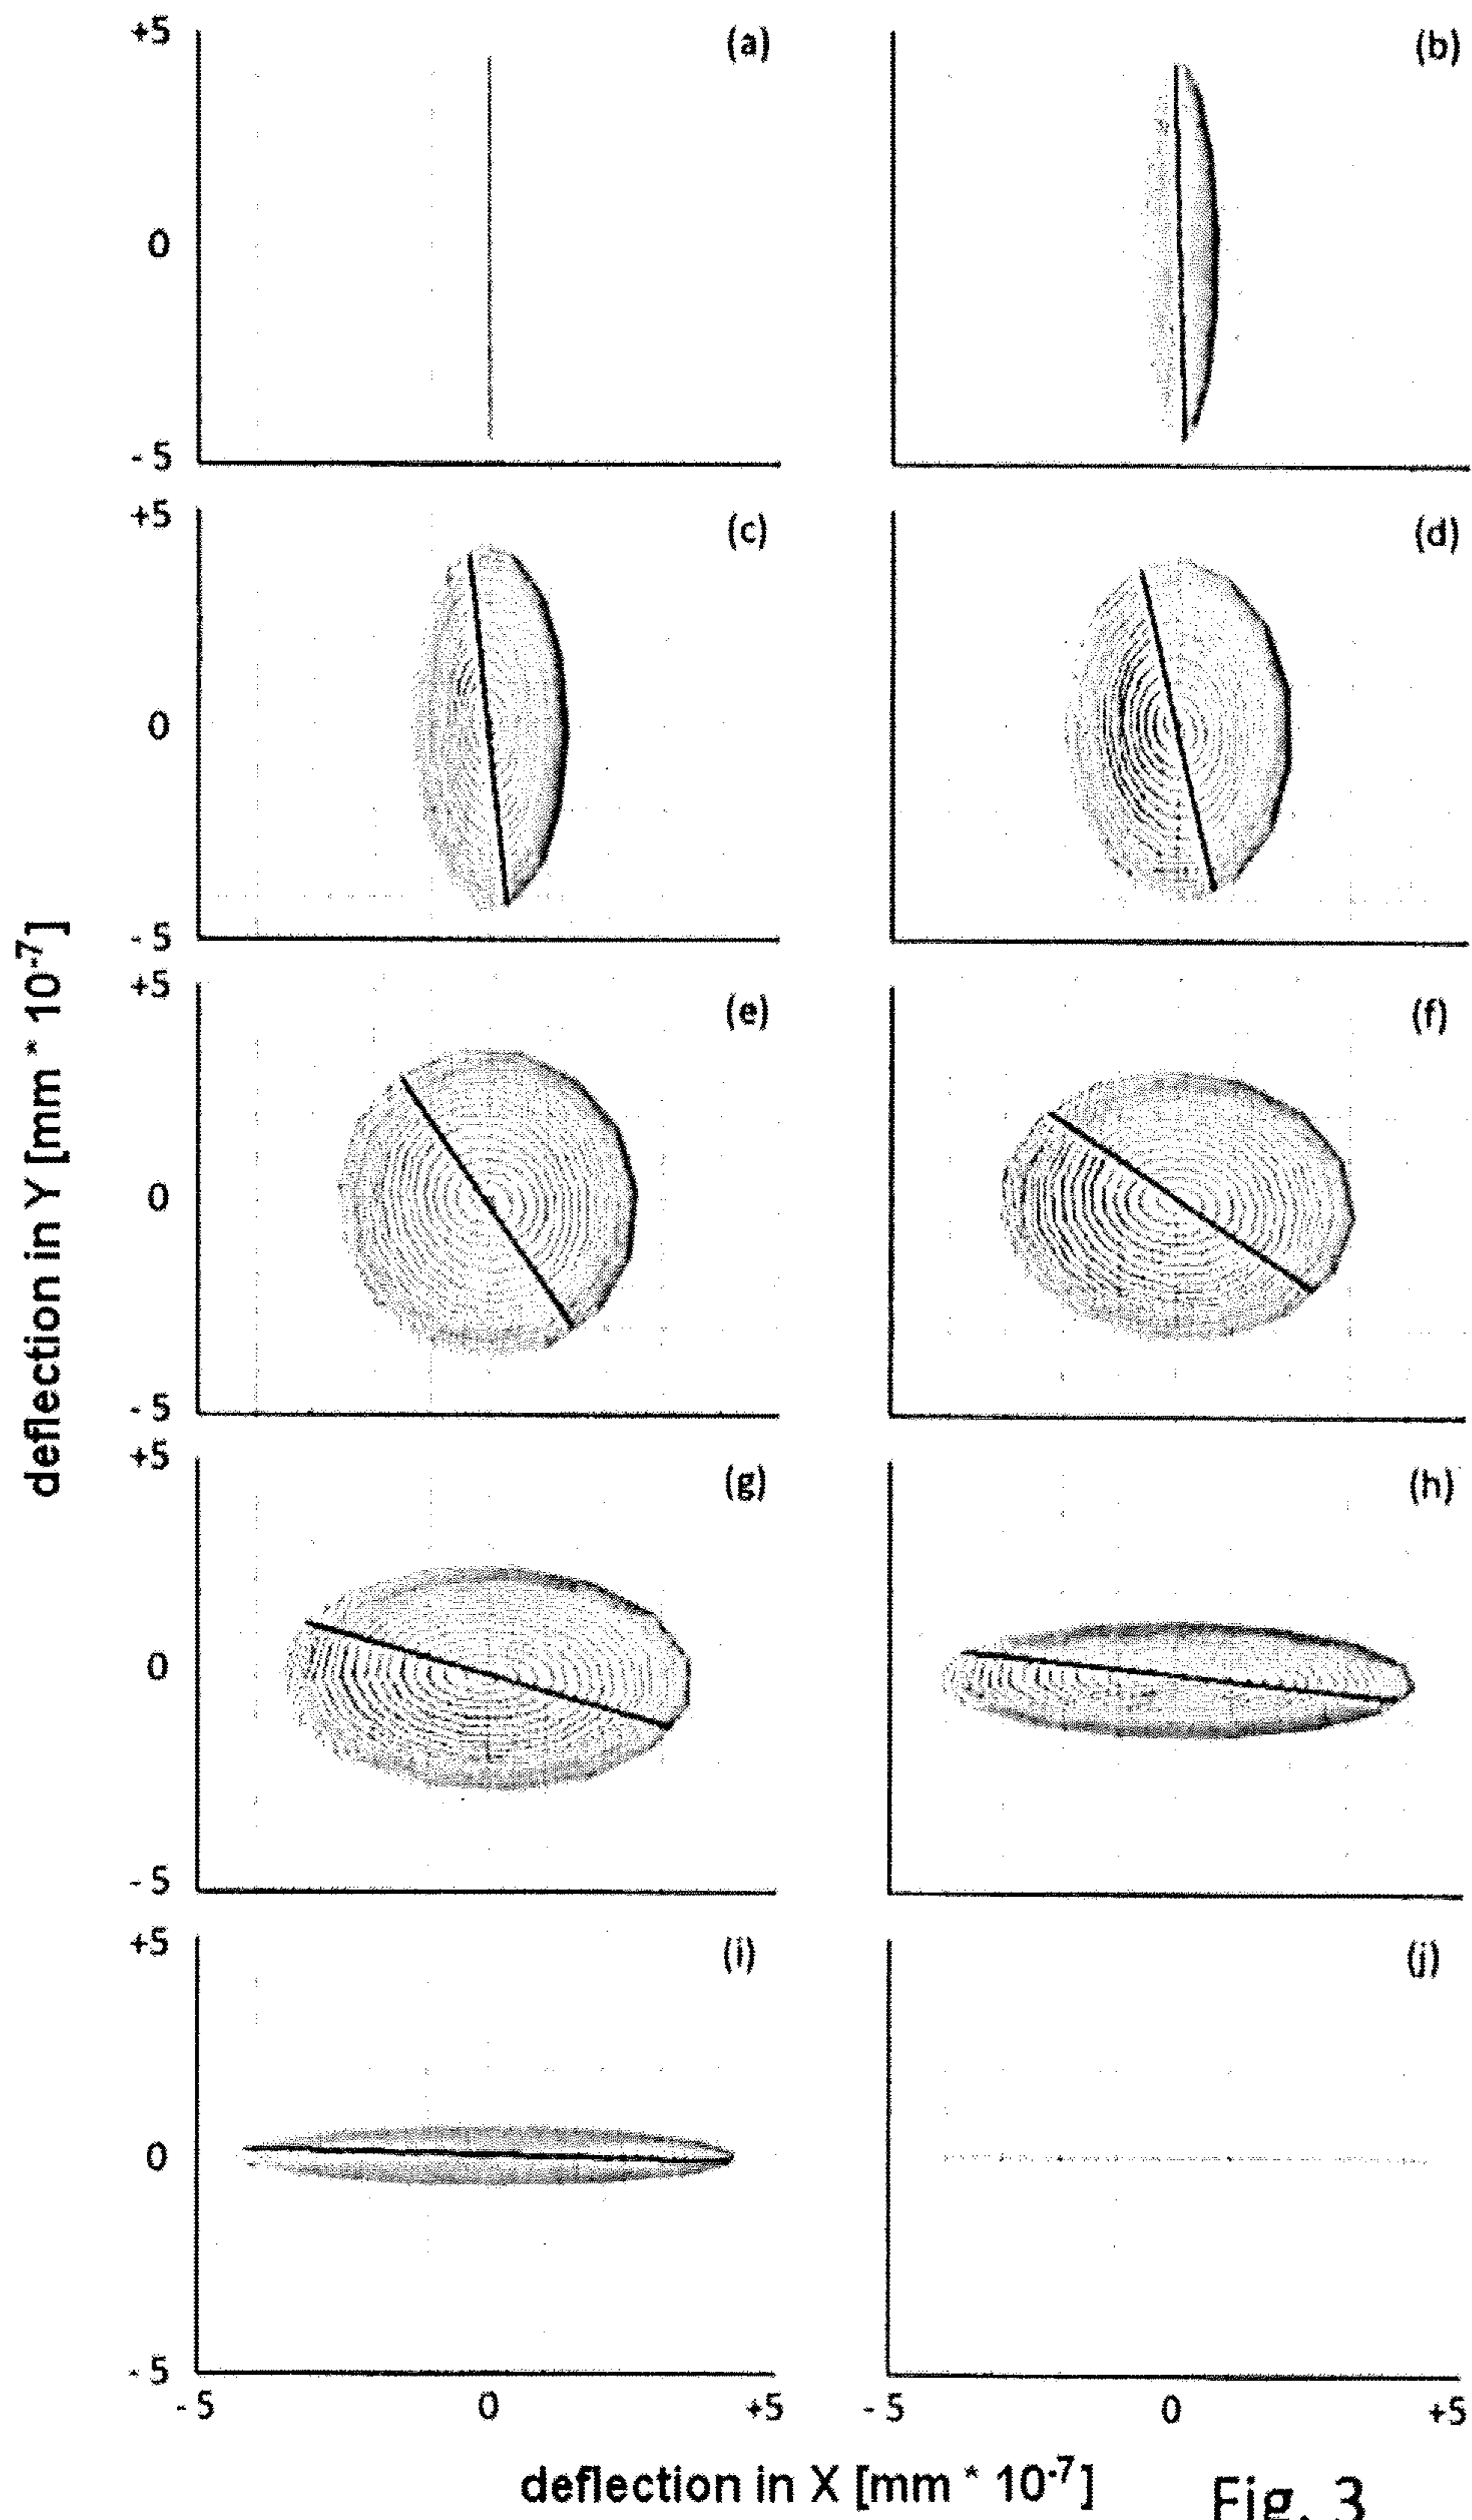 +5 (a) (b)
0
- 5
+5 (c) (d)
0
- 5
+5 (e) (f)
0
- 5
+5 (g) (h)
0
- 5
+5 (i) (j)
0
- 5
- 5 0 +5 - 5 0 +5
deflection in Y [mm * 10-7]
deflection in X [mm * 10-7] Fig. 3